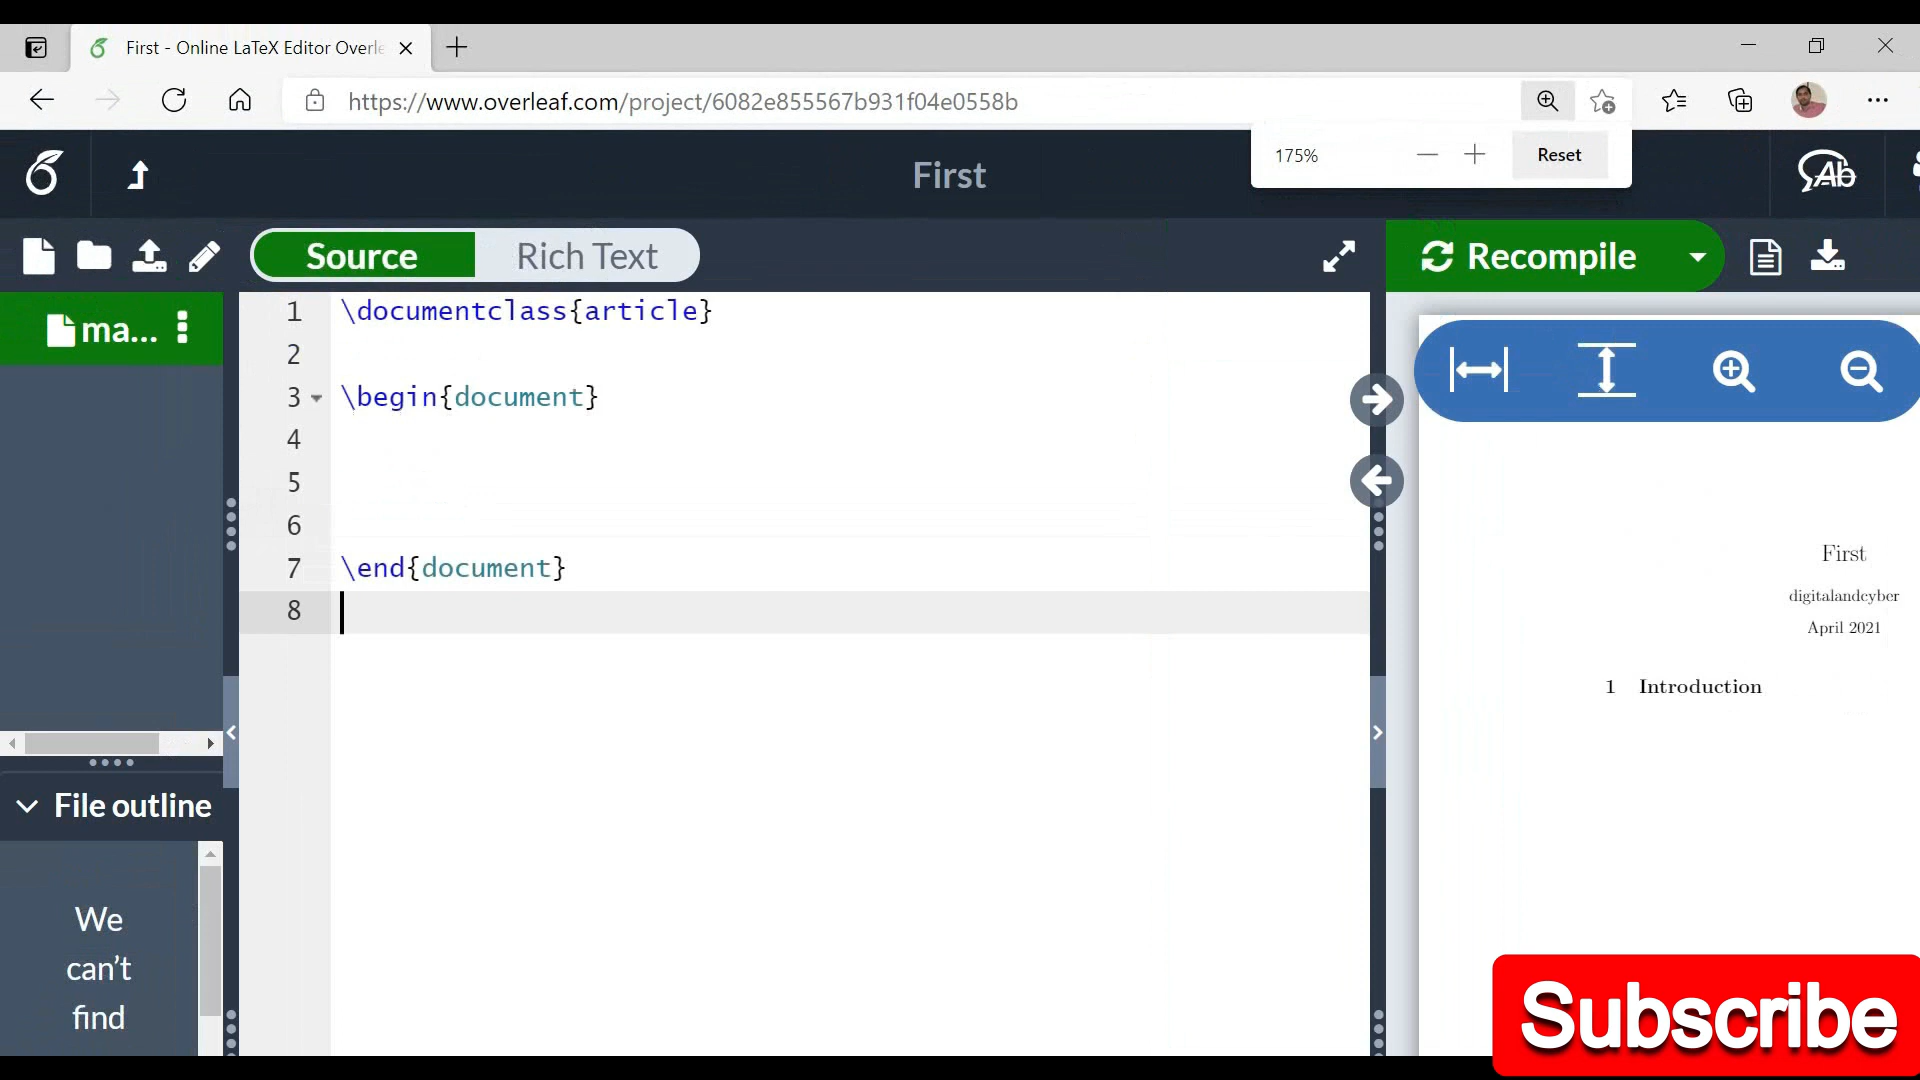 First - Online LaTeX Editor Overle
https://www.overleaf.com/project/6082e855567b931f04e0558b
175%
Reset
First
Source
Rich Text
Recompile
ma...
1 \documentclass{article}
2
3 \begin{document}
4
5
6
7 \end{document}
8
File outline
We
can't
find
First
digitalandcyber
April 2021
1 Introduction
Subscribe